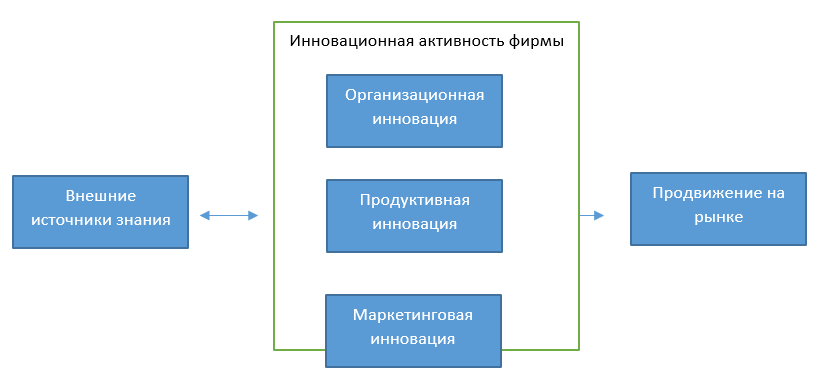 Инновационная активность фирмы
Организационная
инновация
Внешние
источники знания
Продуктивная
инновация
Продвижение на
рынке
Маркетинговая
инновация